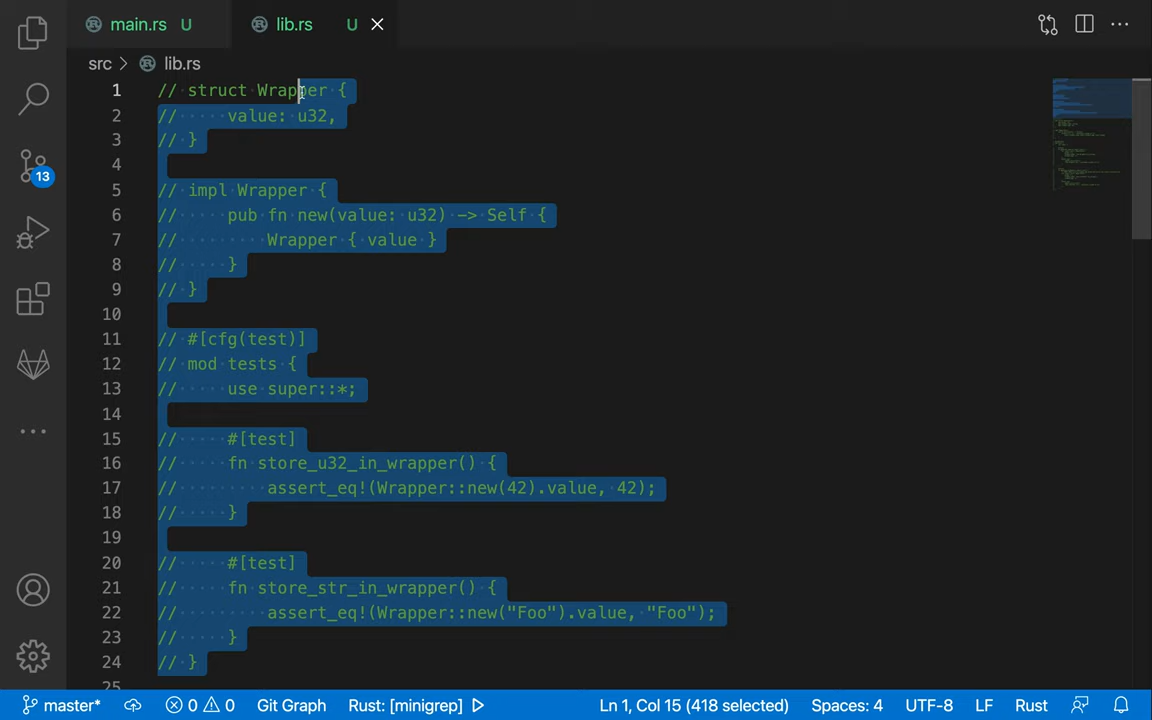 main.rs U lib.rs U
src > lib.rs
1 // struct Wrapper {
2 //     value: u32,
3 // }
4
5 // impl Wrapper {
6 //     pub fn new(value: u32) -> Self {
7 //         Wrapper { value }
8 //     }
9 // }
10
11 // #[cfg(test)]
12 // mod tests {
13 //     use super::*;
14
15 //     #[test]
16 //     fn store_u32_in_wrapper() {
17 //         assert_eq!(Wrapper::new(42).value, 42);
18 //     }
19
20 //     #[test]
21 //     fn store_str_in_wrapper() {
22 //         assert_eq!(Wrapper::new("Foo").value, "Foo");
23 //     }
24 // }
25
13
master* 0 0 Git Graph Rust: [minigrep] Ln 1, Col 15 (418 selected) Spaces: 4 UTF-8 LF Rust